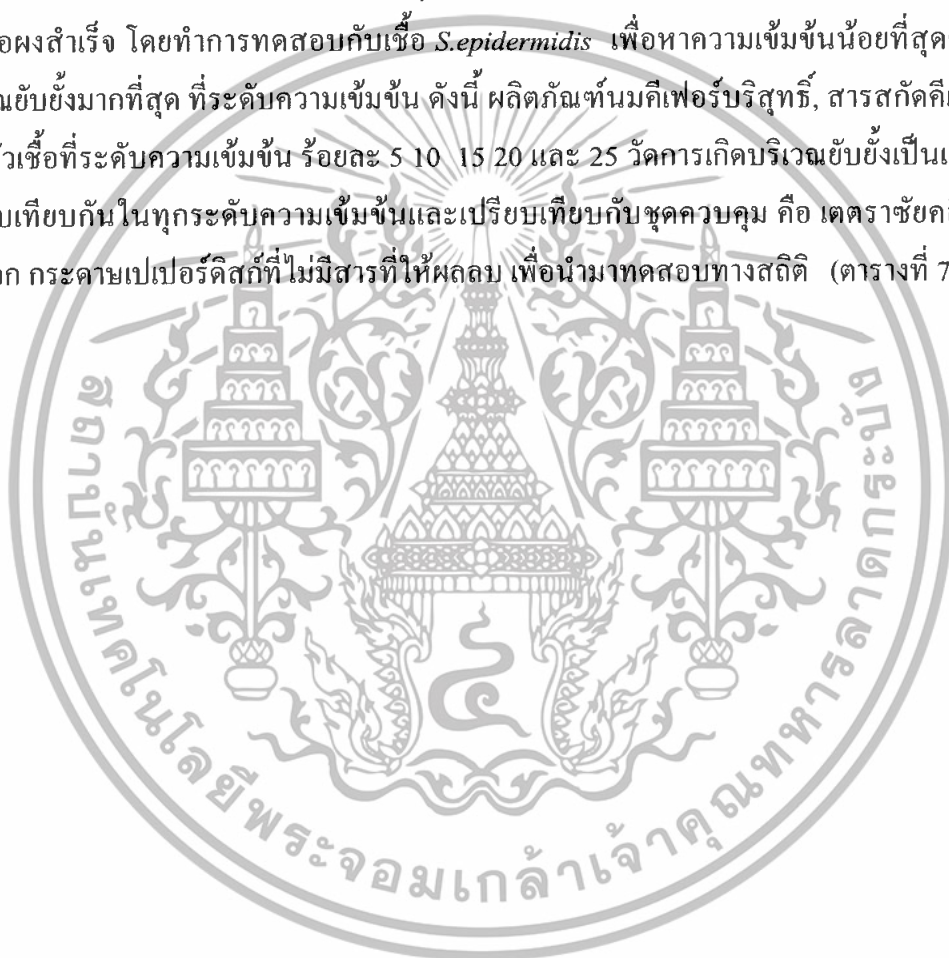 อผงสำเร็จ โดยทำการทดสอบกับเชื้อ S.epidermidis เพื่อหาความเข้มข้นน้อยที่สุด
ณยับยั้งมากที่สุด ที่ระดับความเข้มข้น ดังนี้ ผลิตภัณฑ์นมคีเฟอร์บริสุทธิ์, สารสกัดคี
ัวเชื้อที่ระดับความเข้มข้น ร้อยละ 5 10 15 20 และ 25 วัดการเกิดบริเวณยับยั้งเป็น
บเทียบกันในทุกระดับความเข้มข้นและเปรียบเทียบกับชุดควบคุม คือ เตตราซัยค
ก กระดาษเปเปอร์ดิสก์ที่ไม่มีสารที่ให้ผลลบ เพื่อนำมาทดสอบทางสถิติ (ตารางที่ 7
สถาบันเทคโนโลยีพระจอมเกล้าเจ้าคุณทหารลาดกระบัง